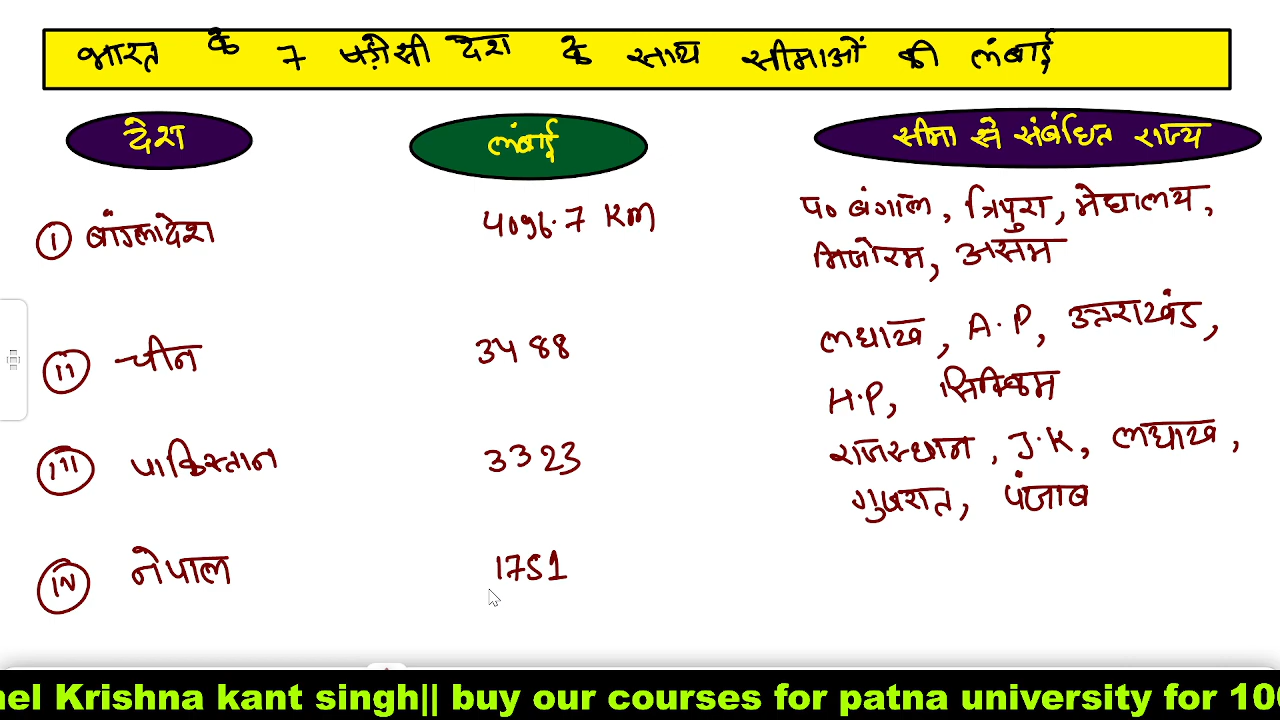 भारत के 7 पड़ोसी देश के साथ सीमाओं की लंबाई
देश लंबाई सीमा से संबंधित राज्य
(i) बांग्लादेश 4096.7 KM प० बंगाल, त्रिपुरा, मेघालय,
मिजोरम, असम
(ii) चीन 3488 लद्याख, A.P, उत्तराखंड,
H.P, सिक्किम
(iii) पाकिस्तान 3323 राजस्थान, J.K, लद्याख,
गुजरात, पंजाब
(iv) नेपाल 1751
nel Krishna kant singh|| buy our courses for patna university for 100